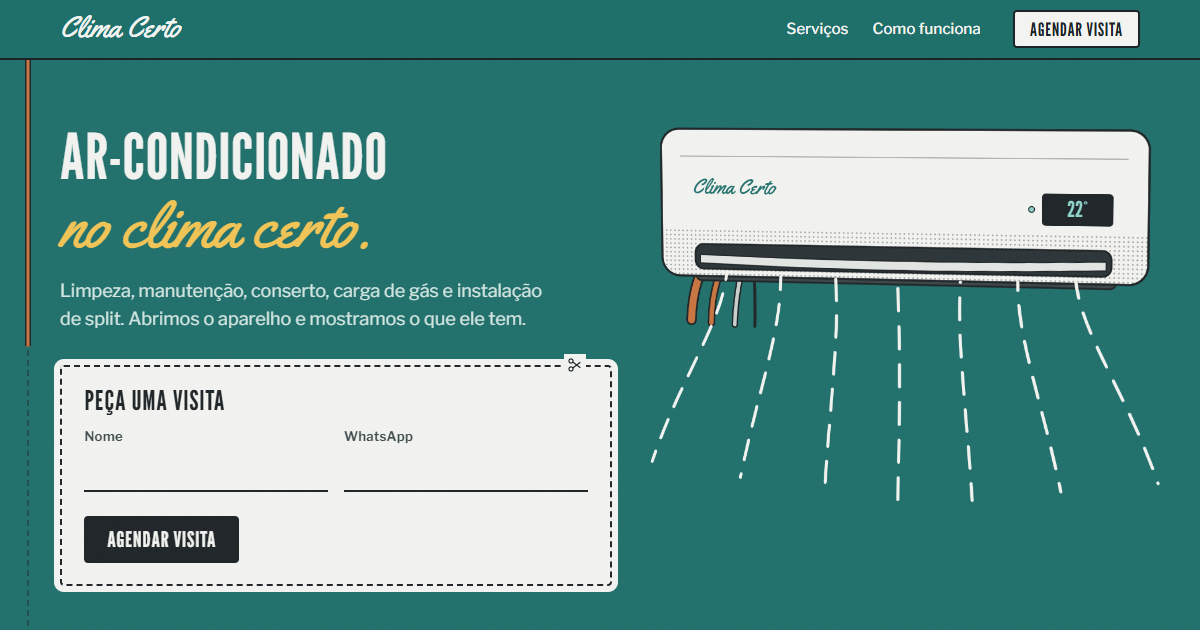 Clima Certo
Serviços
Como funciona
AGENDAR VISITA
AR-CONDICIONADO
no clima certo.
Limpeza, manutenção, conserto, carga de gás e instalação
de split. Abrimos o aparelho e mostramos o que ele tem.
PEÇA UMA VISITA
Nome
WhatsApp
AGENDAR VISITA
Clima Certo
22°